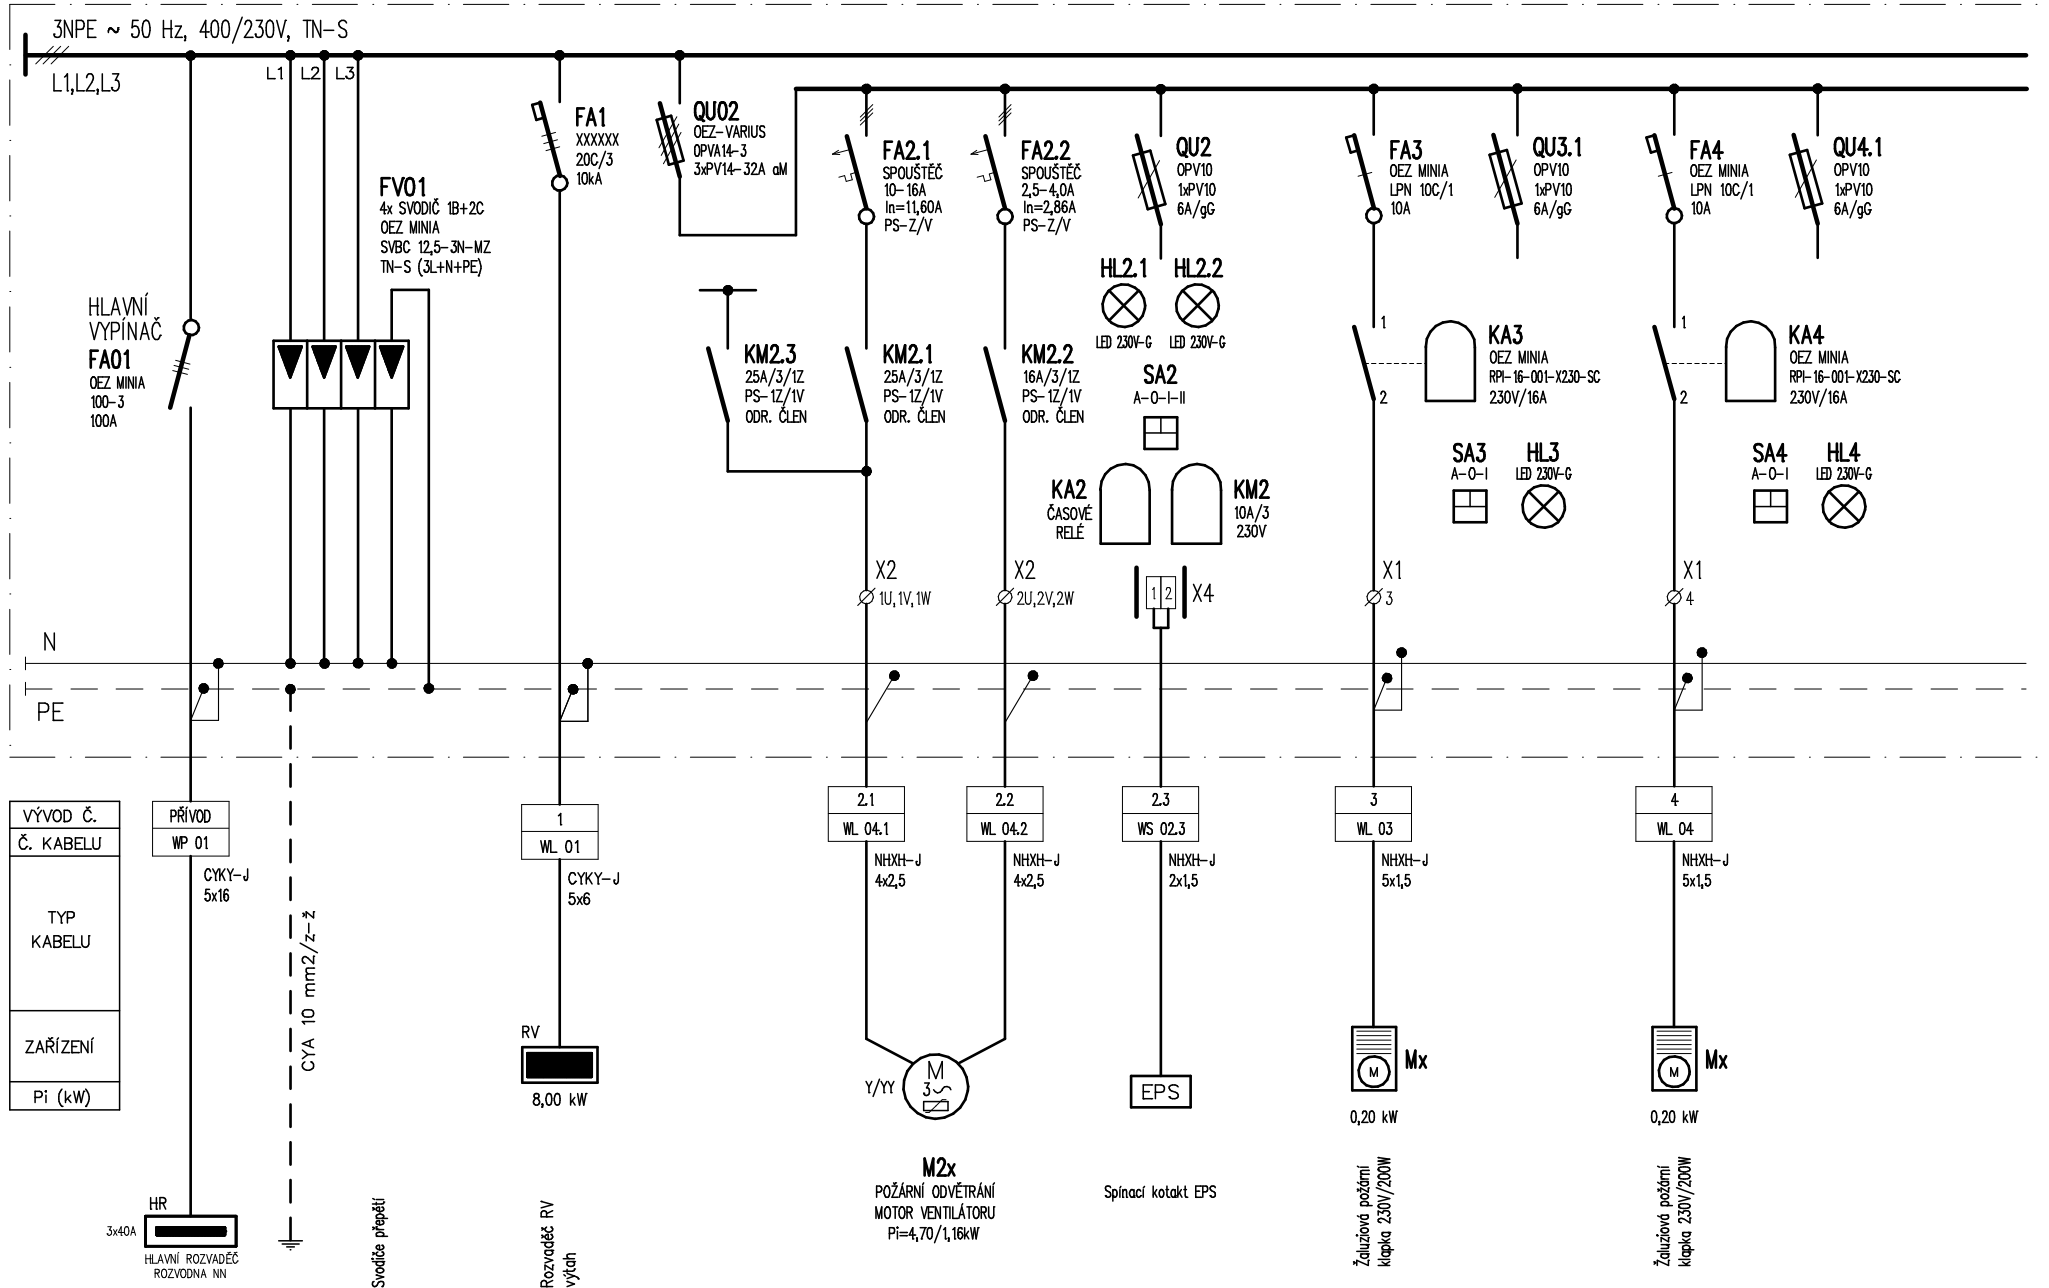 3NPE ~ 50 Hz, 400/230V, TN-S
L1,L2,L3
L1
L2
L3
HLAVNÍ
VYPÍNAČ
FA01
OEZ MINIA
100-3
100A
FV01
4x SVODIČ 1B+2C
OEZ MINIA
SVBC 12,5-3N-MZ
TN-S (3L+N+PE)
FA1
XXXXXX
20C/3
10kA
QU02
OEZ-VARIUS
OPVA14-3
3xPV14-32A aM
FA2.1
SPOUŠTĚČ
10-16A
In=11,60A
PS-Z/V
FA2.2
SPOUŠTĚČ
2,5-4,0A
In=2,86A
PS-Z/V
QU2
OPV10
1xPV10
6A/gG
FA3
OEZ MINIA
LPN 10C/1
10A
QU3.1
OPV10
1xPV10
6A/gG
FA4
OEZ MINIA
LPN 10C/1
10A
QU4.1
OPV10
1xPV10
6A/gG
HL2.1
LED 230V-G
HL2.2
LED 230V-G
KM2.3
25A/3/1Z
PS-1Z/1V
ODR. ČLEN
KM2.1
25A/3/1Z
PS-1Z/1V
ODR. ČLEN
KM2.2
16A/3/1Z
PS-1Z/1V
ODR. ČLEN
SA2
A-O-I-II
1
2
KA3
OEZ MINIA
RPI-16-001-X230-SC
230V/16A
1
2
KA4
OEZ MINIA
RPI-16-001-X230-SC
230V/16A
KA2
ČASOVÉ
RELÉ
KM2
10A/3
230V
SA3
A-O-I
HL3
LED 230V-G
SA4
A-O-I
HL4
LED 230V-G
X2
1U,1V,1W
X2
2U,2V,2W
1 2
X4
X1
3
X1
4
N
PE
VÝVOD Č.
Č. KABELU
TYP
KABELU
ZAŘÍZENÍ
Pi (kW)
PŘÍVOD
WP 01
CYKY-J
5x16
CYA 10 mm2/z-ž
1
WL 01
CYKY-J
5x6
2.1
WL 04.1
NHXH-J
4x2,5
2.2
WL 04.2
NHXH-J
4x2,5
2.3
WS 02.3
NHXH-J
2x1,5
3
WL 03
NHXH-J
5x1,5
4
WL 04
NHXH-J
5x1,5
RV
8,00 kW
Y/YY
M
3~
EPS
M
Mx
0,20 kW
M
Mx
0,20 kW
HR
3x40A
HLAVNÍ ROZVADĚČ
ROZVODNA NN
Svodiče přepětí
Rozvaděč RV
výtah
M2x
POŽÁRNÍ ODVĚTRÁNÍ
MOTOR VENTILÁTORU
Pi=4,70/1,16kW
Spínací kotakt EPS
Žaluziová požární
klapka 230V/200W
Žaluziová požární
klapka 230V/200W